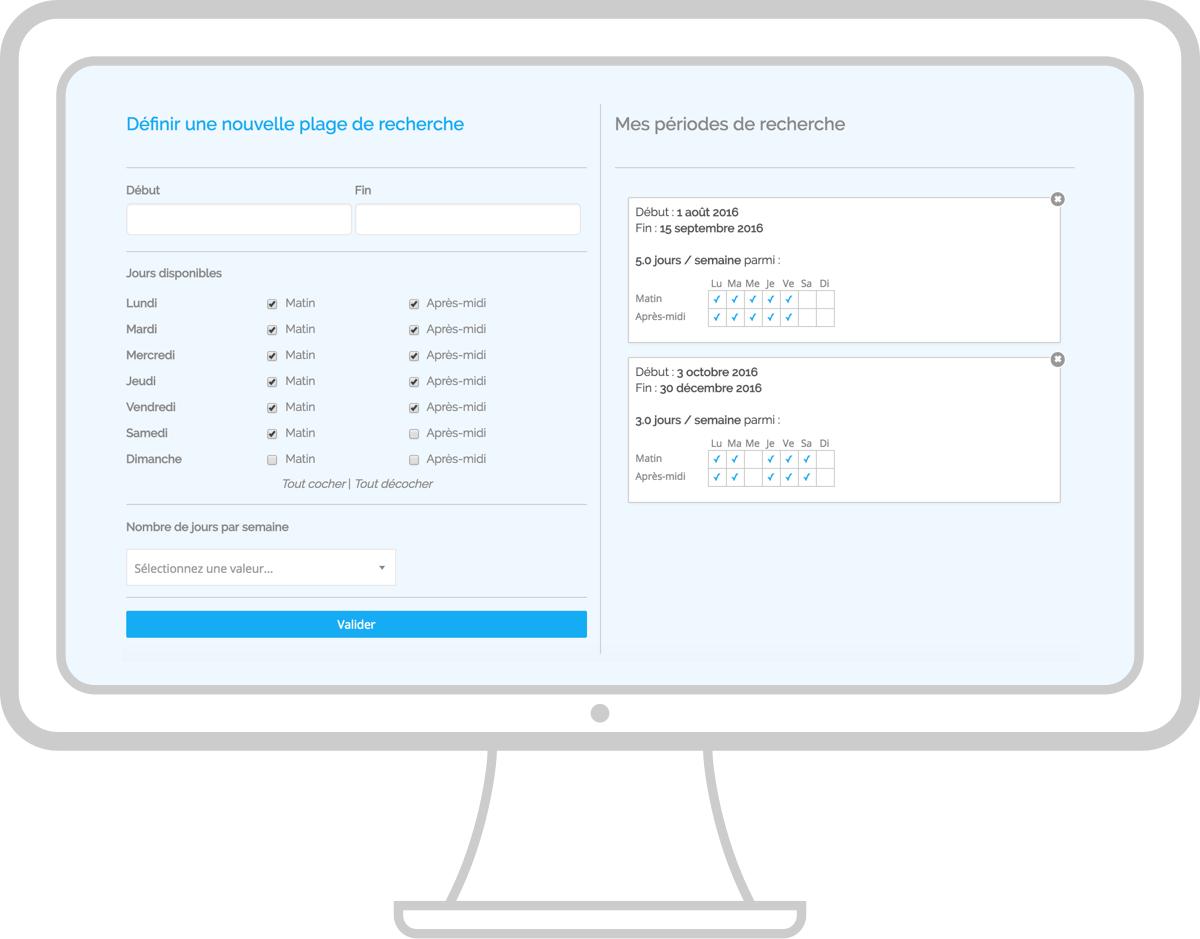 Définir une nouvelle plage de recherche
Début Fin
Jours disponibles
Lundi Matin Après-midi
Mardi Matin Après-midi
Mercredi Matin Après-midi
Jeudi Matin Après-midi
Vendredi Matin Après-midi
Samedi Matin Après-midi
Dimanche Matin Après-midi
Tout cocher | Tout décocher
Nombre de jours par semaine
Sélectionnez une valeur...
Valider
Mes périodes de recherche
Début : 1 août 2016
Fin : 15 septembre 2016
5.0 jours / semaine parmi :
Lu Ma Me Je Ve Sa Di
Matin ✓ ✓ ✓ ✓ ✓
Après-midi ✓ ✓ ✓ ✓ ✓
Début : 3 octobre 2016
Fin : 30 décembre 2016
3.0 jours / semaine parmi :
Lu Ma Me Je Ve Sa Di
Matin ✓ ✓ ✓ ✓ ✓
Après-midi ✓ ✓ ✓ ✓ ✓